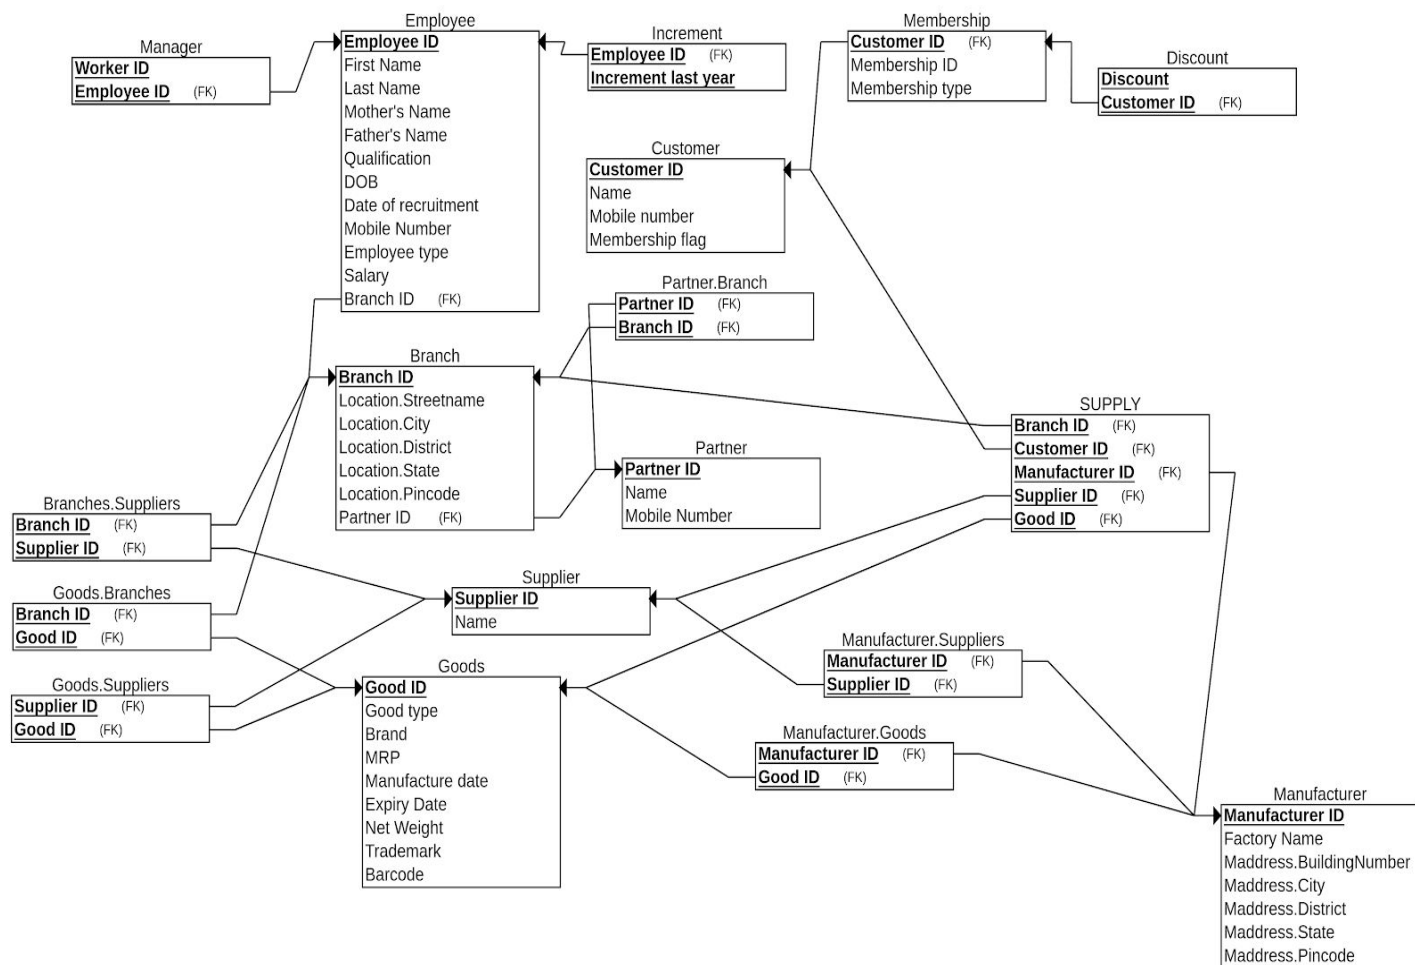 Employee
Employee ID
First Name
Last Name
Mother's Name
Father's Name
Qualification
DOB
Date of recruitment
Mobile Number
Employee type
Salary
Branch ID (FK)
Manager
Worker ID
Employee ID (FK)
Increment
Employee ID (FK)
Increment last year
Membership
Customer ID (FK)
Membership ID
Membership type
Discount
Discount
Customer ID (FK)
Customer
Customer ID
Name
Mobile number
Membership flag
Partner.Branch
Partner ID (FK)
Branch ID (FK)
Branch
Branch ID
Location.Streetname
Location.City
Location.District
Location.State
Location.Pincode
Partner ID (FK)
Partner
Partner ID
Name
Mobile Number
SUPPLY
Branch ID (FK)
Customer ID (FK)
Manufacturer ID (FK)
Supplier ID (FK)
Good ID (FK)
Branches.Suppliers
Branch ID (FK)
Supplier ID (FK)
Goods.Branches
Branch ID (FK)
Good ID (FK)
Goods.Suppliers
Supplier ID (FK)
Good ID (FK)
Supplier
Supplier ID
Name
Goods
Good ID
Good type
Brand
MRP
Manufacture date
Expiry Date
Net Weight
Trademark
Barcode
Manufacturer.Suppliers
Manufacturer ID (FK)
Supplier ID (FK)
Manufacturer.Goods
Manufacturer ID (FK)
Good ID (FK)
Manufacturer
Manufacturer ID
Factory Name
Maddress.BuildingNumber
Maddress.City
Maddress.District
Maddress.State
Maddress.Pincode